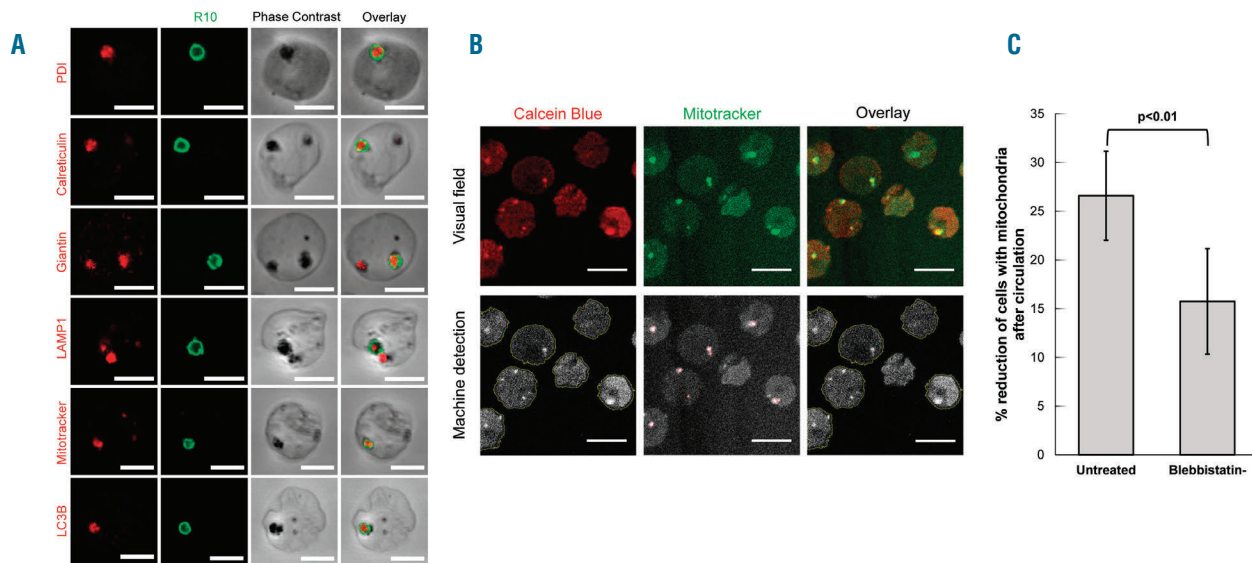 A
R10
Phase Contrast
Overlay
PDI
Calreticulin
Giantin
LAMP1
Mitotracker
LC3B
B
Calcein Blue
Mitotracker
Overlay
Visual field
Machine detection
C
p<0.01
% reduction of cells with mitochondria
after circulation
35
30
25
20
15
10
5
0
Untreated
Blebbistatin-